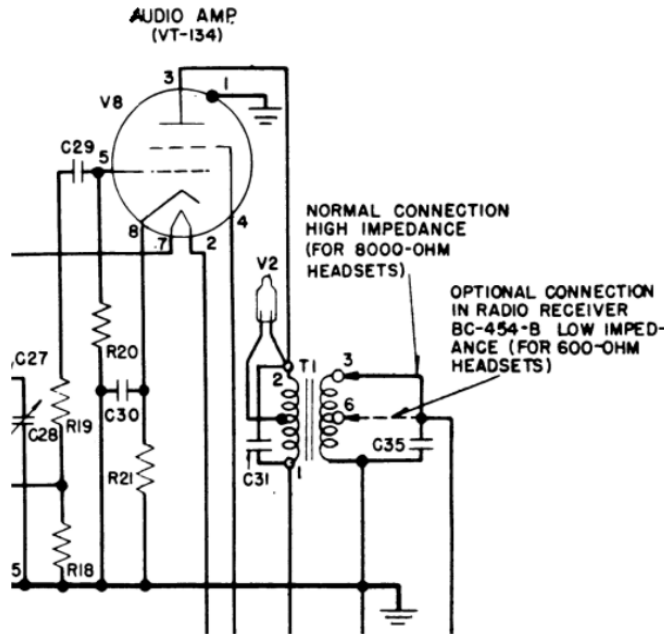 AUDIO AMP.
(VT-134)
3
1
V8
C29
5
8
7
2
4
NORMAL CONNECTION
HIGH IMPEDANCE
(FOR 8000-OHM
HEADSETS)
V2
OPTIONAL CONNECTION
IN RADIO RECEIVER
BC-454-B LOW IMPED-
ANCE (FOR 600-OHM
HEADSETS)
R20
C27
2
T1
3
C30
6
C28
R19
C35
R21
C31
1
5
R18